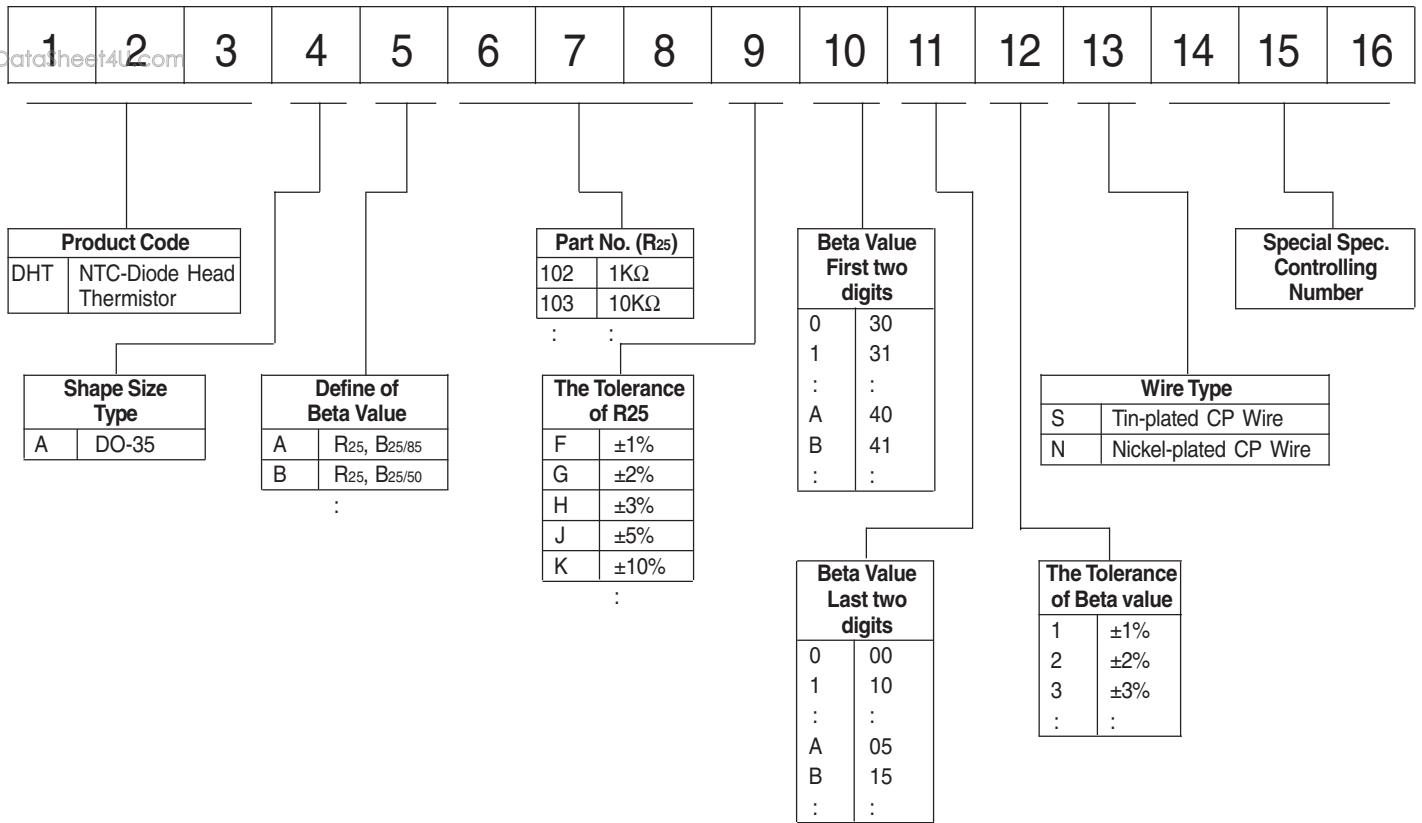 1 2 3 4 5 6 7 8 9 10 11 12 13 14 15 16
DataSheet4U.com
Product Code
DHT NTC-Diode Head
Thermistor
Part No. (R25)
102 1KΩ
103 10KΩ
: :
Beta Value
First two
digits
0 30
1 31
: :
A 40
B 41
: :
Special Spec.
Controlling
Number
Shape Size
Type
A DO-35
Define of
Beta Value
A R25, B25/85
B R25, B25/50
:
The Tolerance
of R25
F ±1%
G ±2%
H ±3%
J ±5%
K ±10%
:
Wire Type
S Tin-plated CP Wire
N Nickel-plated CP Wire
Beta Value
Last two
digits
0 00
1 10
: :
A 05
B 15
: :
The Tolerance
of Beta value
1 ±1%
2 ±2%
3 ±3%
: :